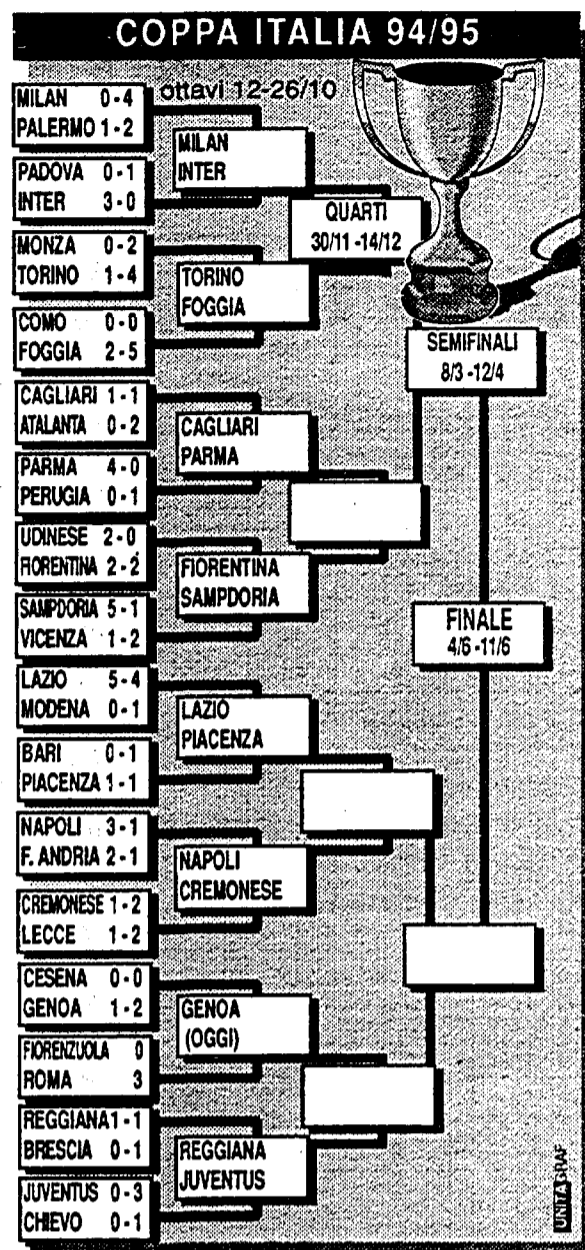 COPPA ITALIA 94/95
ottavi 12-26/10
MILAN 0-4
PALERMO 1-2
PADOVA 0-1
INTER 3-0
MONZA 0-2
TORINO 1-4
COMO 0-0
FOGGIA 2-5
CAGLIARI 1-1
ATALANTA 0-2
PARMA 4-0
PERUGIA 0-1
UDINESE 2-0
FIORENTINA 2-2
SAMPDORIA 5-1
VICENZA 1-2
LAZIO 5-4
MODENA 0-1
BARI 0-1
PIACENZA 1-1
NAPOLI 3-1
F. ANDRIA 2-1
CREMONESE 1-2
LECCE 1-2
CESENA 0-0
GENOA 1-2
FIORENZUOLA 0
ROMA 3
REGGIANA 1-1
BRESCIA 0-1
JUVENTUS 0-3
CHIEVO 0-1
MILAN
INTER
TORINO
FOGGIA
CAGLIARI
PARMA
FIORENTINA
SAMPDORIA
LAZIO
PIACENZA
NAPOLI
CREMONESE
GENOA
(OGGI)
REGGIANA
JUVENTUS
QUARTI
30/11-14/12
SEMIFINALI
8/3-12/4
FINALE
4/6-11/6
UNITÀ GRAF